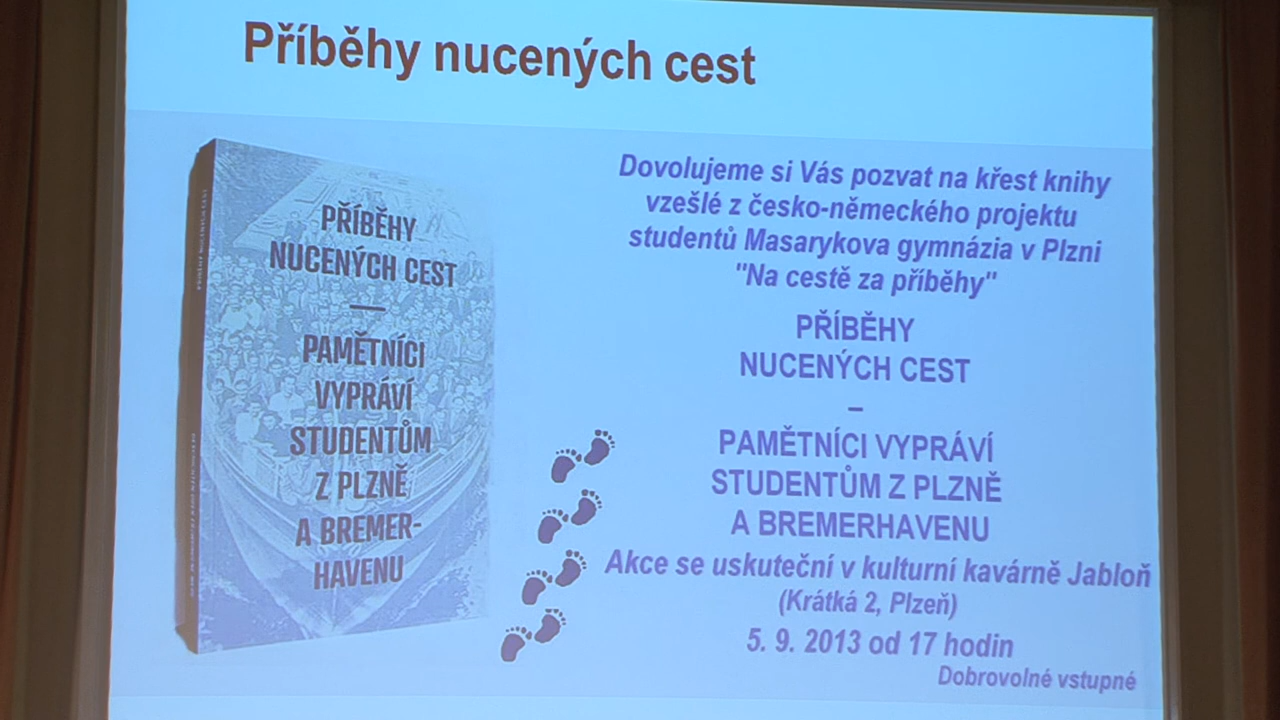 Příběhy nucených cest
PŘÍBĚHY
NUCENÝCH CEST
—
PAMĚTNÍCI
VYPRÁVÍ
STUDENTŮM
Z PLZNĚ
A BREMER-
HAVENU
Dovolujeme si Vás pozvat na křest knihy
vzešlé z česko-německého projektu
studentů Masarykova gymnázia v Plzni
"Na cestě za příběhy"
PŘÍBĚHY
NUCENÝCH CEST
–
PAMĚTNÍCI VYPRÁVÍ
STUDENTŮM Z PLZNĚ
A BREMERHAVENU
Akce se uskuteční v kulturní kavárně Jabloň
(Krátká 2, Plzeň)
5. 9. 2013 od 17 hodin
Dobrovolné vstupné